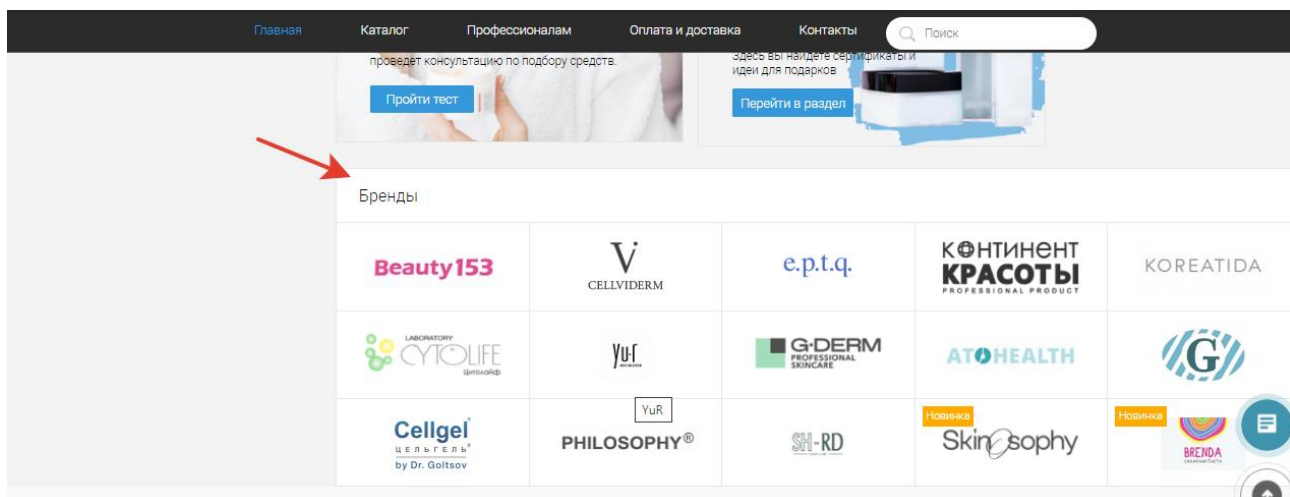 Главная Каталог Профессионалам Оплата и доставка Контакты Поиск
проведет консультацию по подбору средств.
Здесь вы найдете сертификаты и
идеи для подарков
Пройти тест
Перейти в раздел
Бренды
Beauty153
V
CELLVIDERM
e.p.t.q.
КОНТИНЕНТ
КРАСОТЫ
PROFESSIONAL PRODUCT
KOREATIDA
LABORATORY
CYTOLIFE
Цитолайф
Yu.r
G·DERM
PROFESSIONAL
SKINCARE
ATOHEALTH
G
YuR
Cellgel
ЦЕЛЬГЕЛЬ
by Dr. Goltsov
PHILOSOPHY®
SH-RD
Новинка
SkinOsophy
Новинка
BRENDA